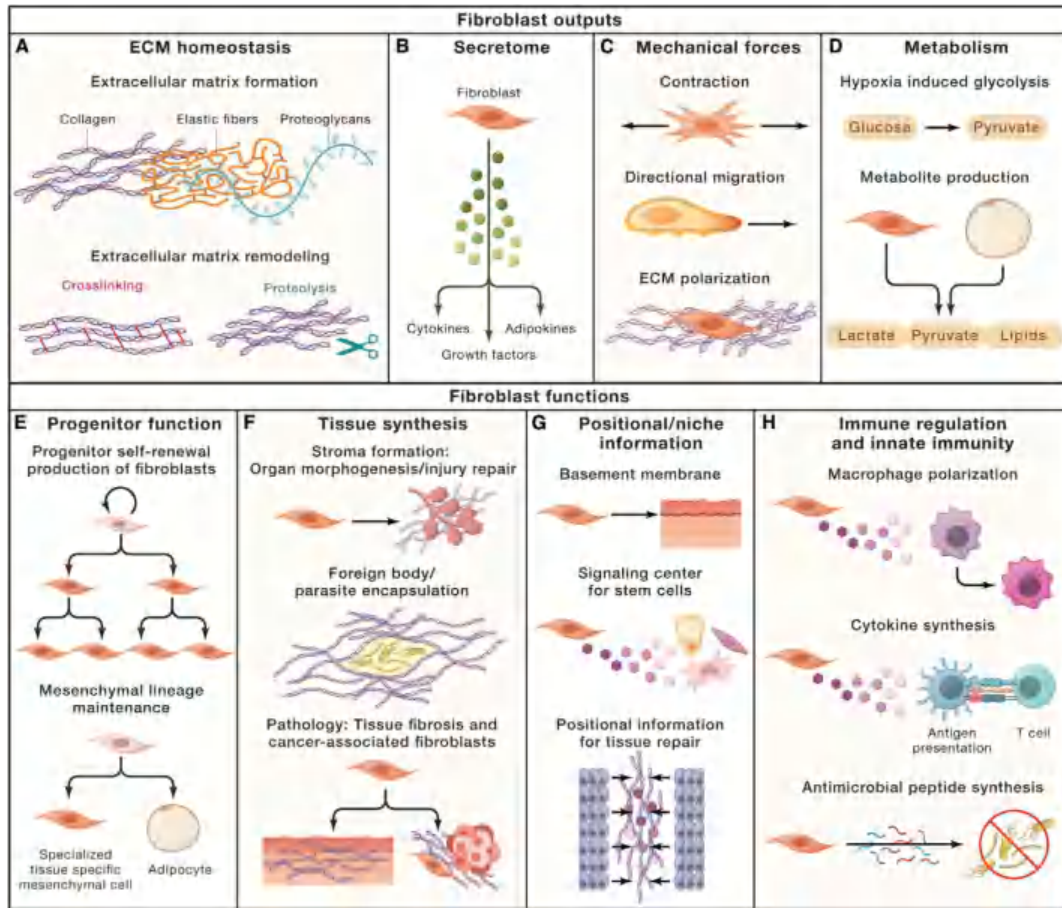 Fibroblast outputs
A ECM homeostasis
Extracellular matrix formation
Collagen Elastic fibers Proteoglycans
Extracellular matrix remodeling
Crosslinking Proteolysis
B Secretome
Fibroblast
Cytokines Adipokines
Growth factors
C Mechanical forces
Contraction
Directional migration
ECM polarization
D Metabolism
Hypoxia induced glycolysis
Glucosa Pyruvate
Metabolite production
Lactate Pyruvate Lipids
Fibroblast functions
E Progenitor function
Progenitor self-renewal
production of fibroblasts
Mesenchymal lineage
maintenance
Specialized
tissue specific
mesenchymal cell
Adipocyte
F Tissue synthesis
Stroma formation:
Organ morphogenesis/injury repair
Foreign body/
parasite encapsulation
Pathology: Tissue fibrosis and
cancer-associated fibroblasts
G Positional/niche
information
Basement membrane
Signaling center
for stem cells
Positional information
for tissue repair
H Immune regulation
and innate immunity
Macrophage polarization
Cytokine synthesis
Antigen
presentation
T cell
Antimicrobial peptide synthesis